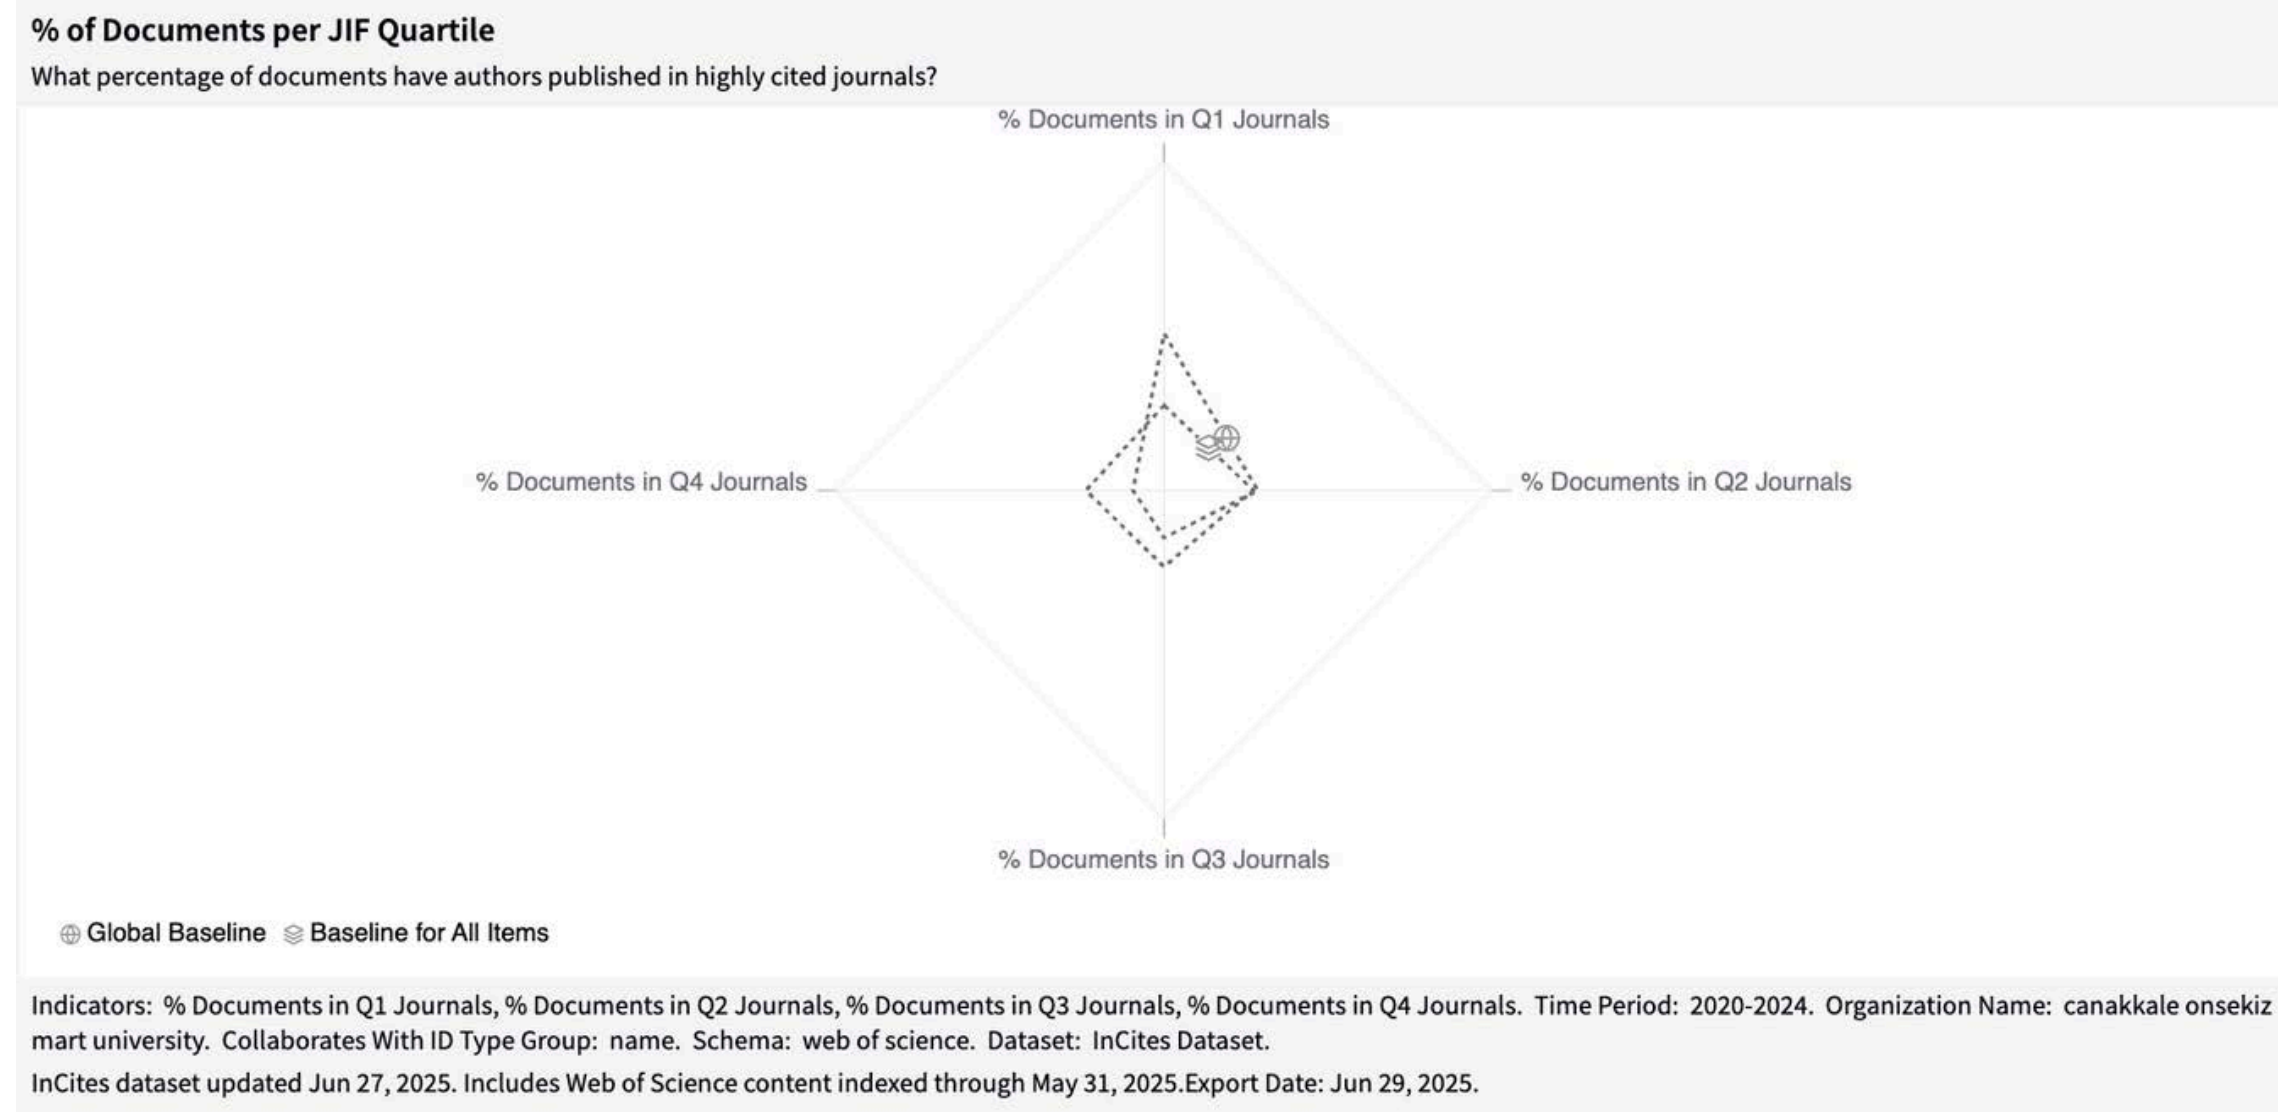 % of Documents per JIF Quartile
What percentage of documents have authors published in highly cited journals?
% Documents in Q1 Journals
% Documents in Q4 Journals
% Documents in Q2 Journals
% Documents in Q3 Journals
Global Baseline Baseline for All Items
Indicators: % Documents in Q1 Journals, % Documents in Q2 Journals, % Documents in Q3 Journals, % Documents in Q4 Journals. Time Period: 2020-2024. Organization Name: canakkale onsekiz
mart university. Collaborates With ID Type Group: name. Schema: web of science. Dataset: InCites Dataset.
InCites dataset updated Jun 27, 2025. Includes Web of Science content indexed through May 31, 2025.Export Date: Jun 29, 2025.